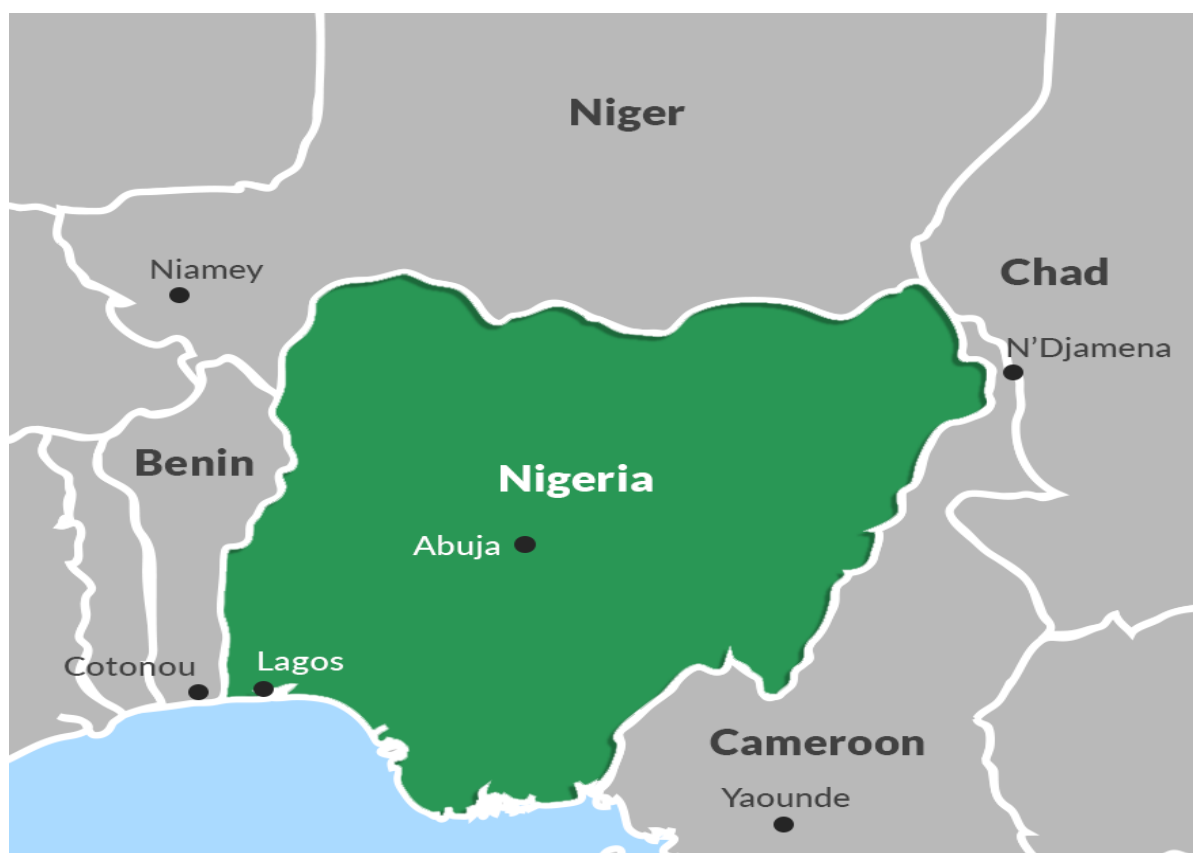 Niger
Niamey
Chad
N’Djamena
Benin
Nigeria
Abuja
Cotonou
Lagos
Cameroon
Yaounde